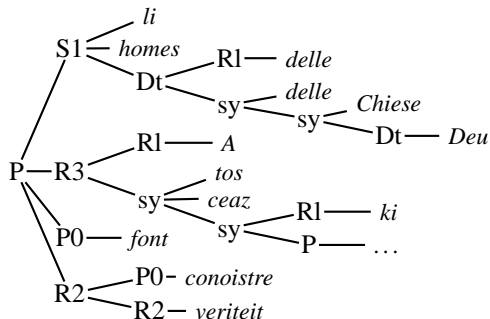 li
S1 homes
Rl delle
Dt
sy delle
sy Chiese
Dt Deu
Rl A
P R3
sy tos
ceaz
sy Rl ki
P ...
P0 font
P0 conoistre
R2
R2 veriteit